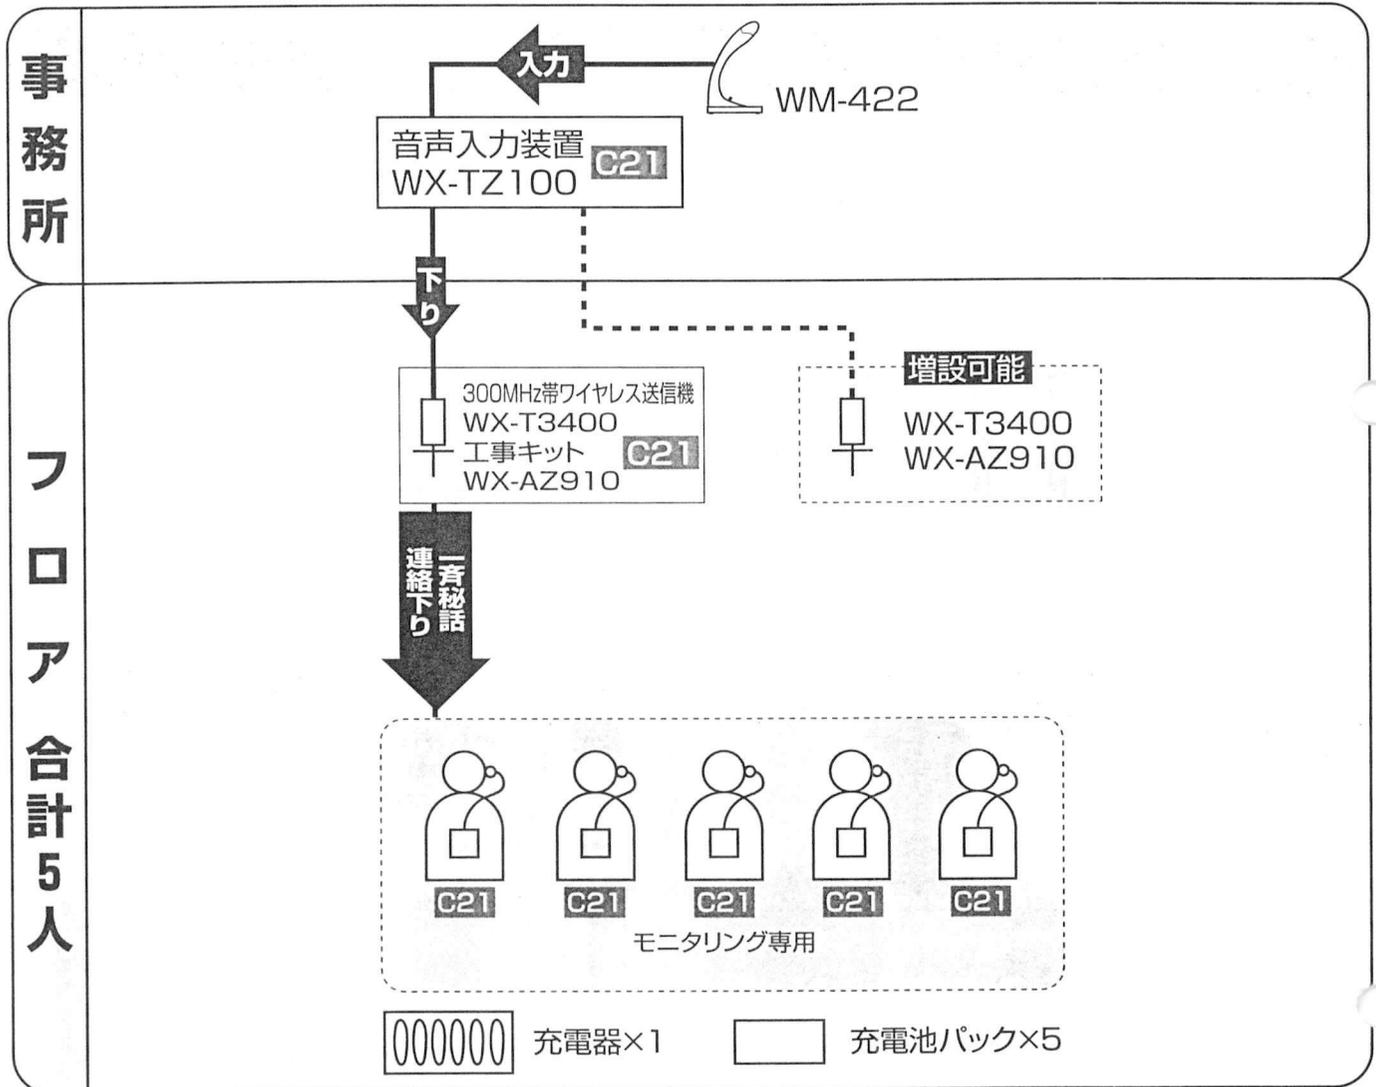 事務所
入力
WM-422
音声入力装置
WX-TZ100
C21
下り
フロア 合計5人
300MHz帯ワイヤレス送信機
WX-T3400
工事キット
C21
WX-AZ910
増設可能
WX-T3400
WX-AZ910
一斉秘話
連絡下り
C21 C21 C21 C21 C21
モニタリング専用
充電器×1 充電池パック×5